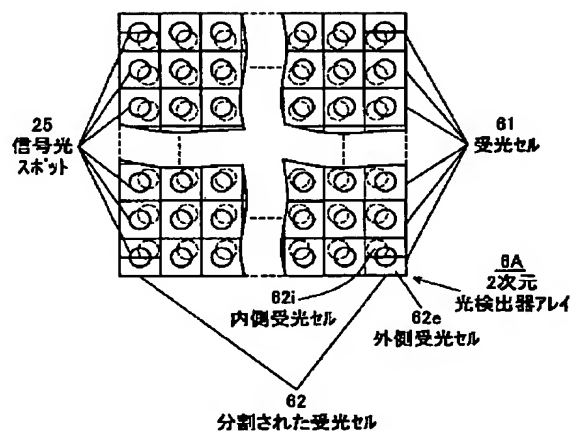 25
信号光
スポット
61
受光セル
6A
2次元
光検出器アレイ
62i
内側受光セル
62e
外側受光セル
62
分割された受光セル